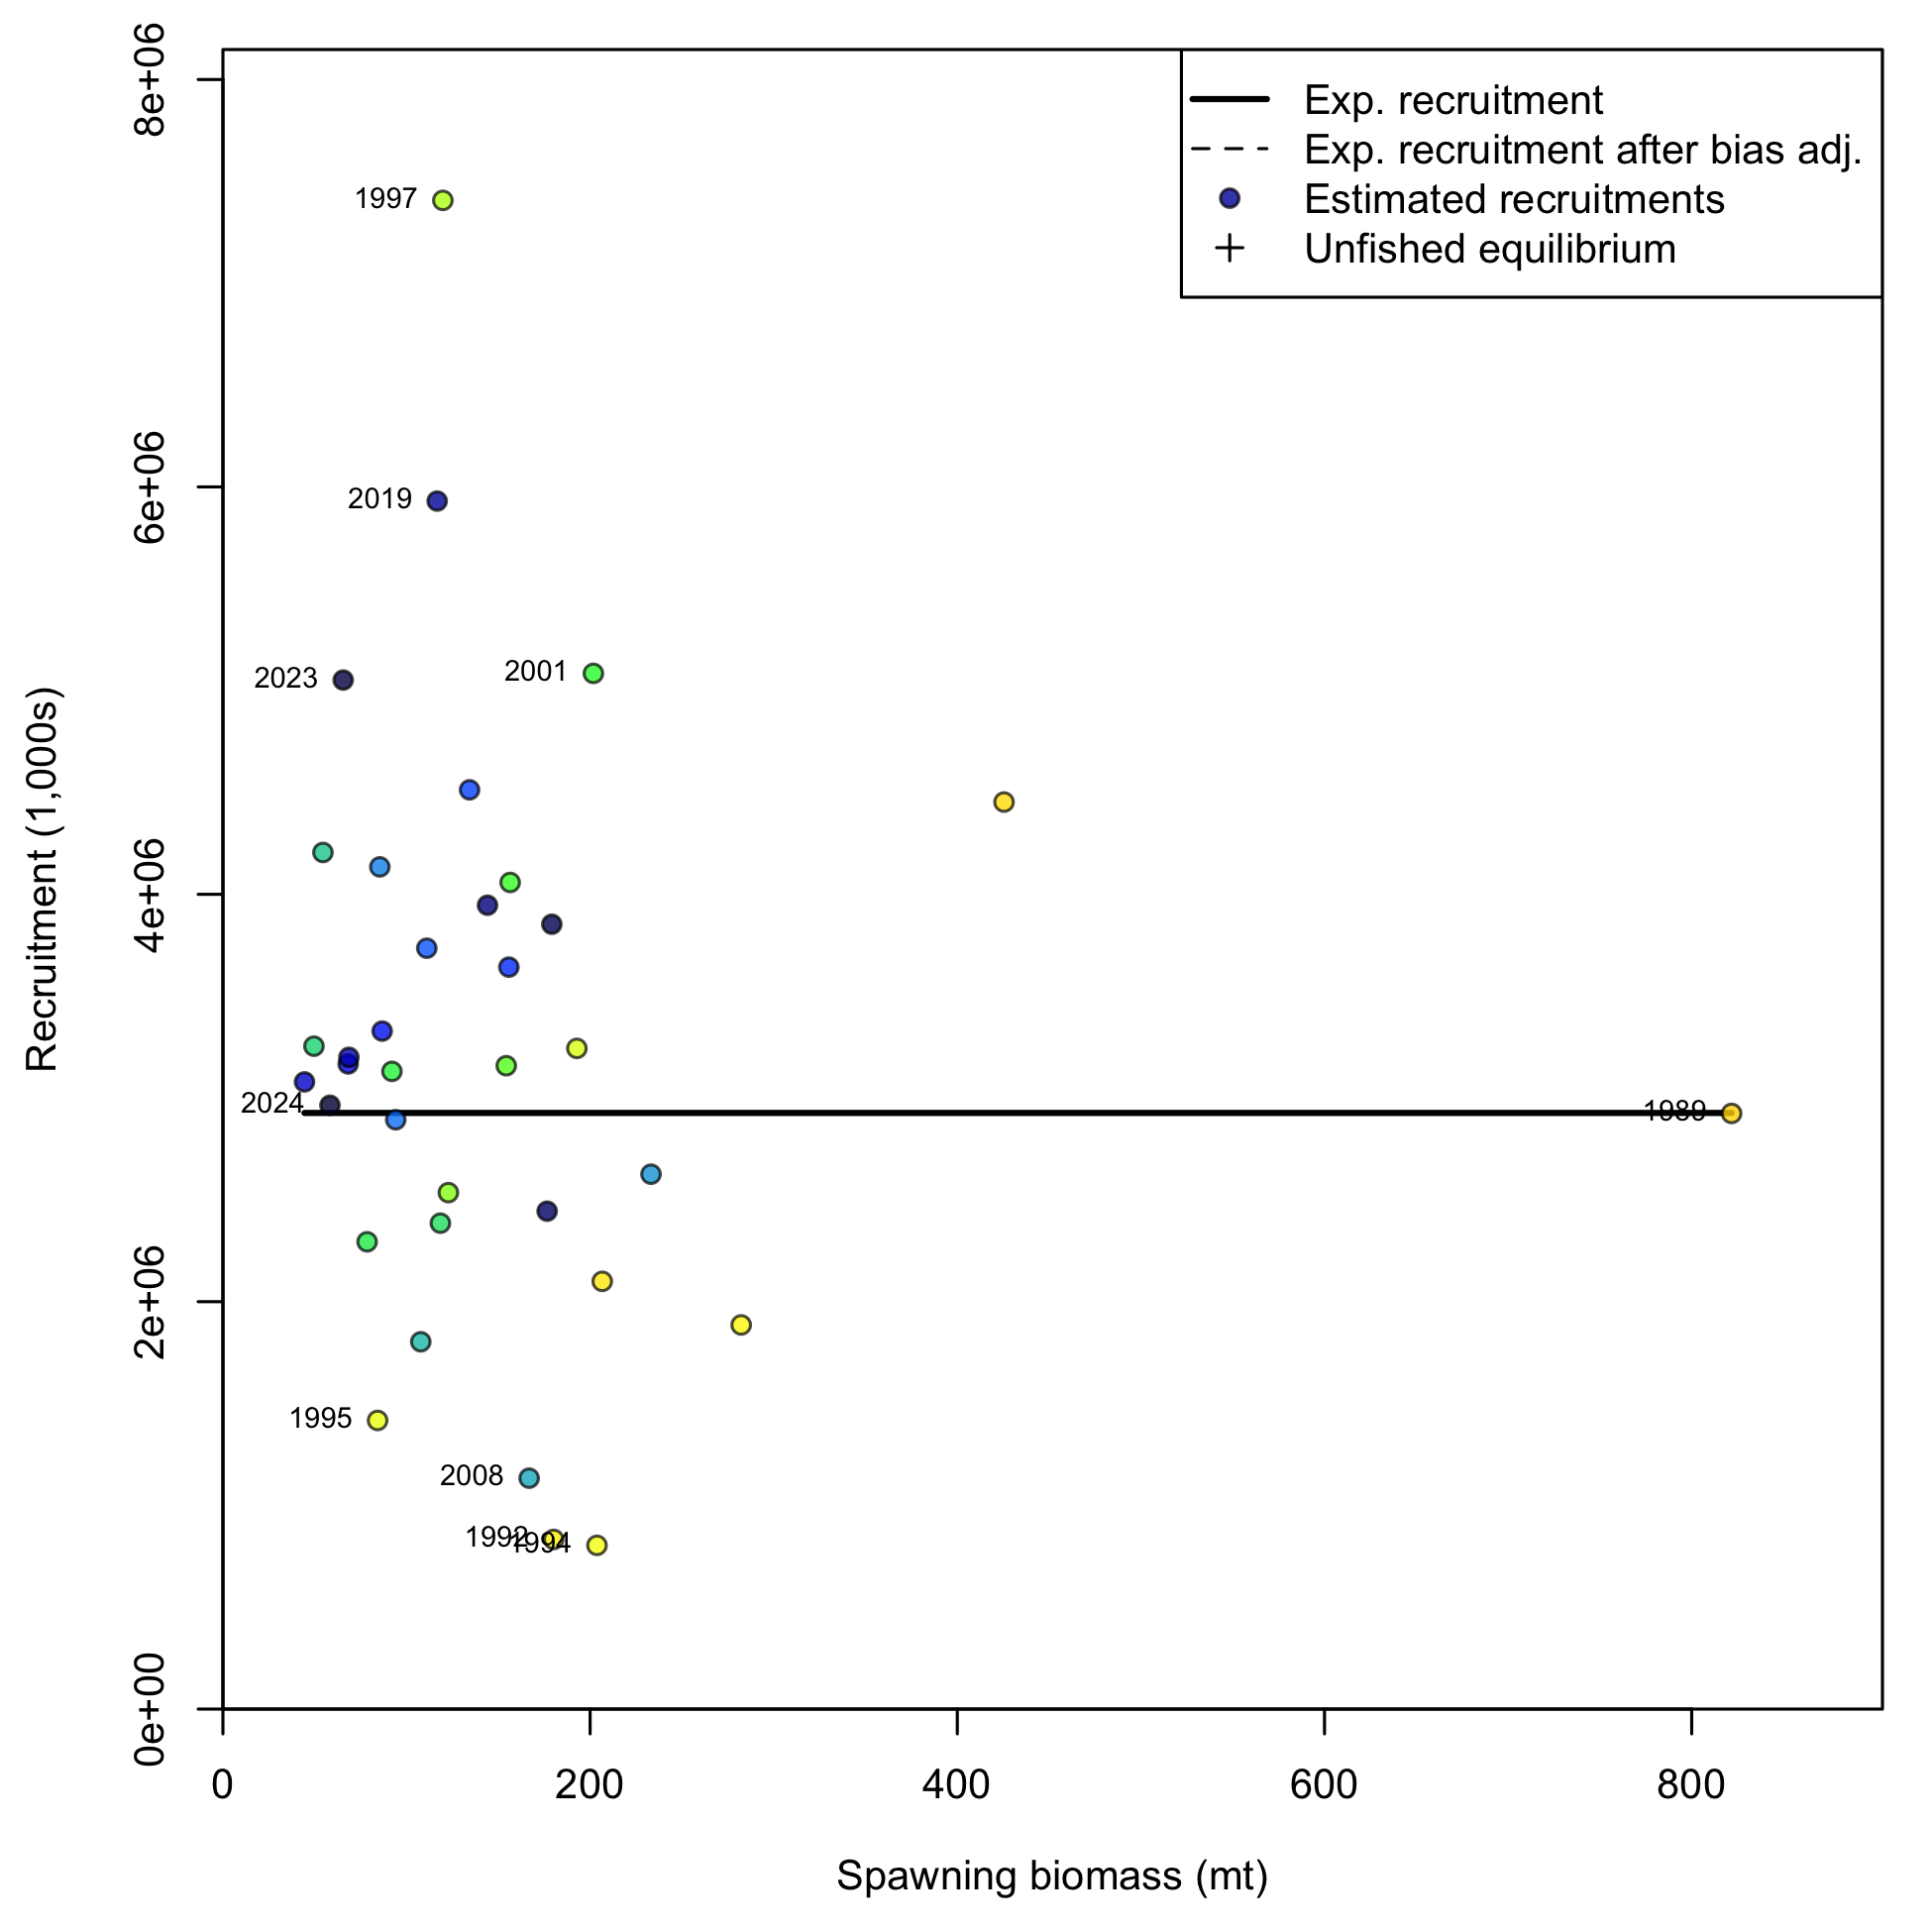 Exp. recruitment
Exp. recruitment after bias adj.
Estimated recruitments
Unfished equilibrium
8e+06
6e+06
4e+06
2e+06
0e+00
Recruitment (1,000s)
1997
2019
2023
2001
2024
1989
1995
2008
1992
1994
0
200
400
600
800
Spawning biomass (mt)